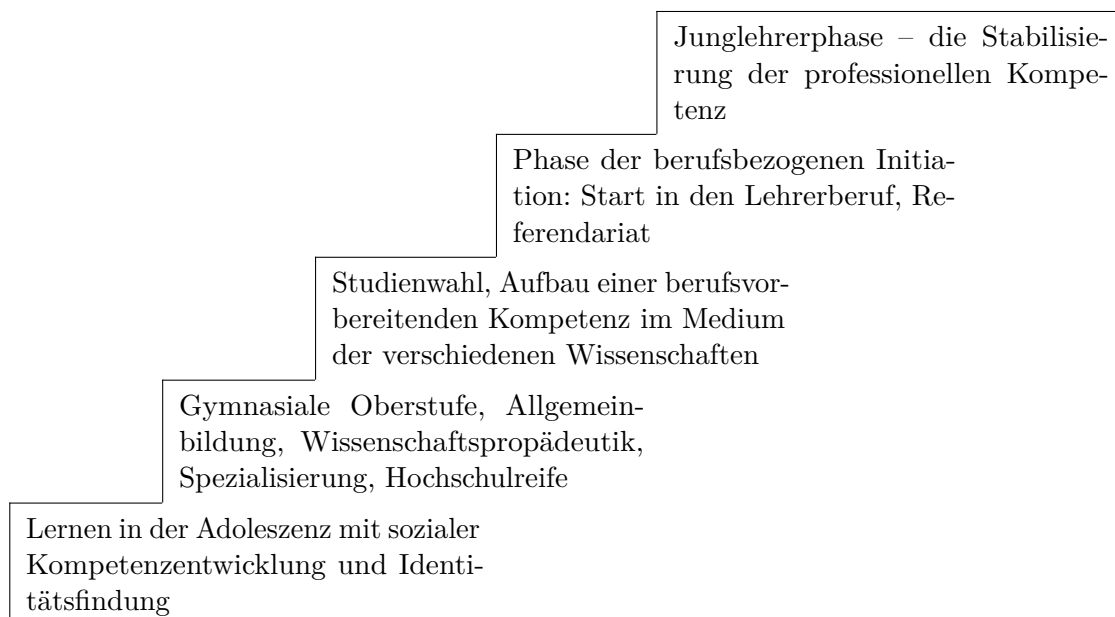 Junglehrerphase – die Stabilisie-
rung der professionellen Kompe-
tenz
Phase der berufsbezogenen Initia-
tion: Start in den Lehrerberuf, Re-
ferendariat
Studienwahl, Aufbau einer berufsvor-
bereitenden Kompetenz im Medium
der verschiedenen Wissenschaften
Gymnasiale Oberstufe, Allgemein-
bildung, Wissenschaftspropädeutik,
Spezialisierung, Hochschulreife
Lernen in der Adoleszenz mit sozialer
Kompetenzentwicklung und Identi-
tätsfindung